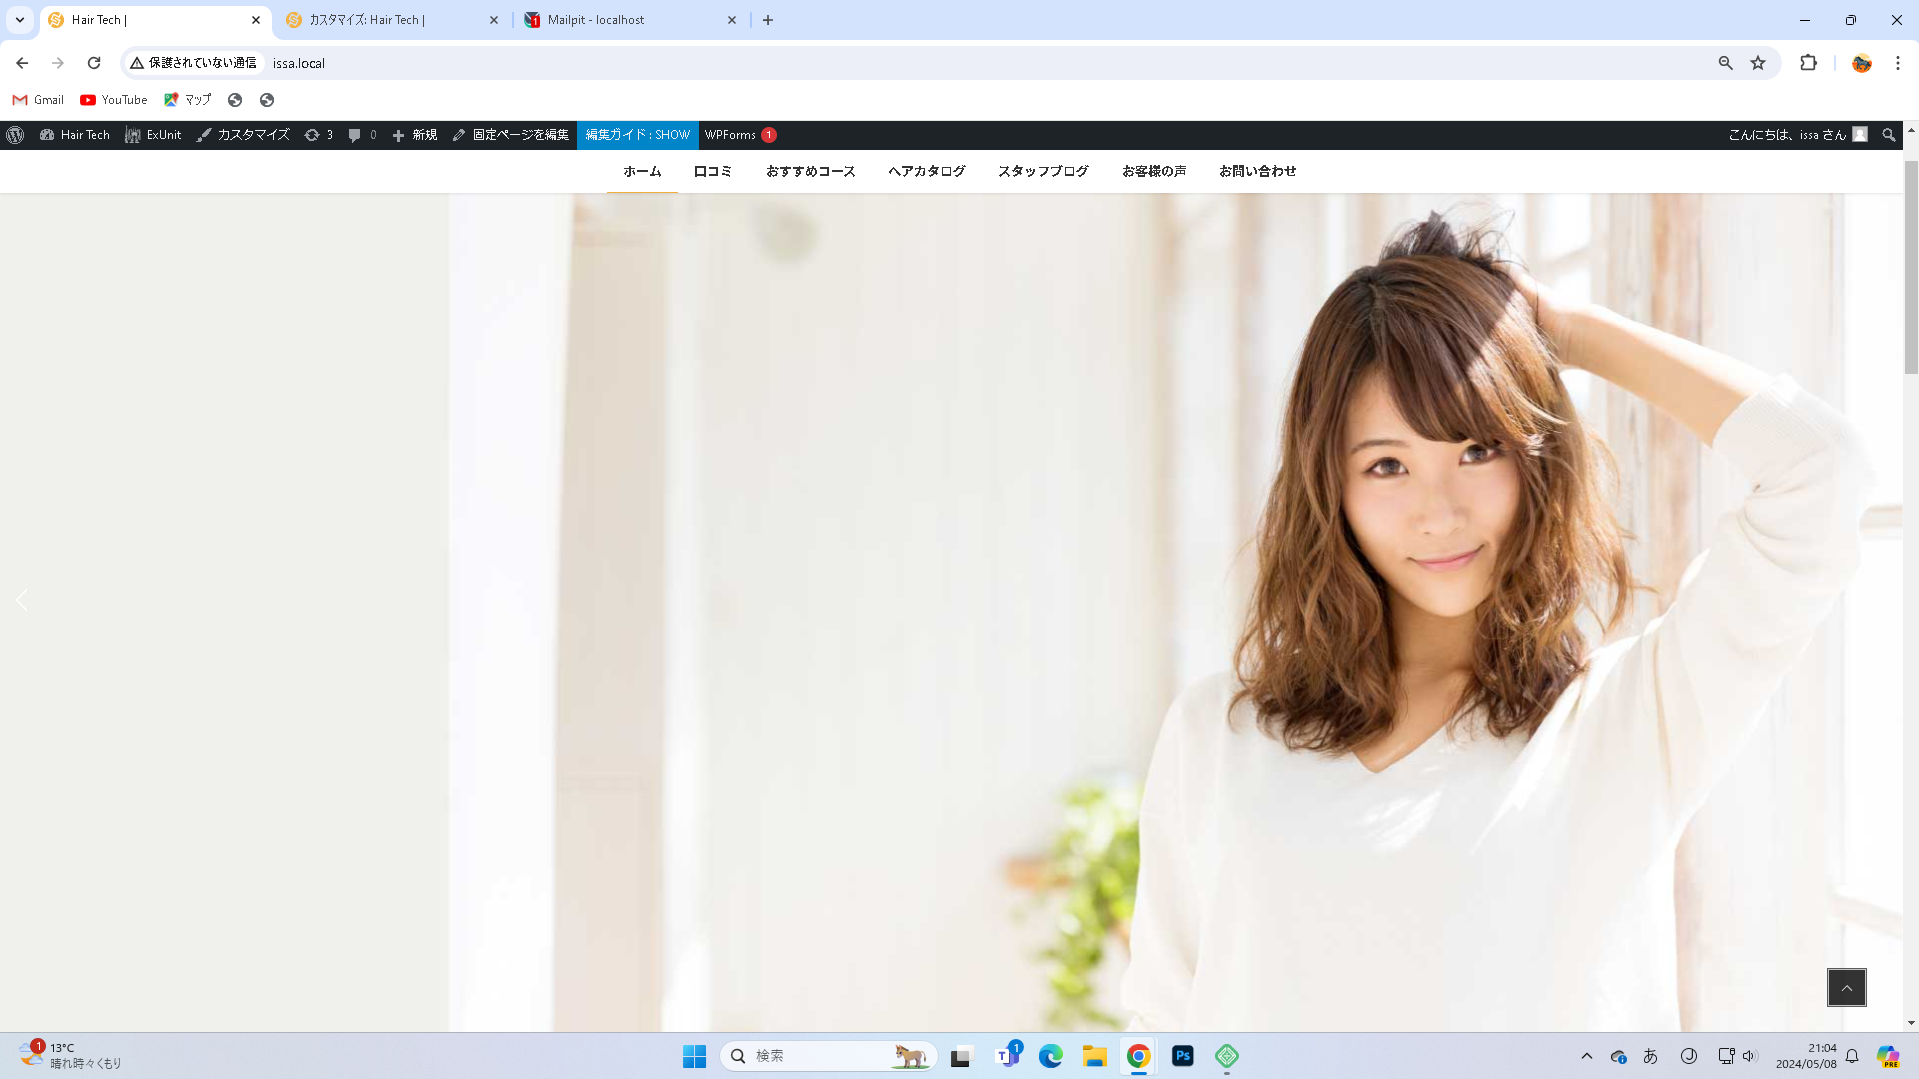 Hair Tech |
カスタマイズ: Hair Tech |
1
Mailpit - localhost
保護されていない通信
issa.local
Gmail
YouTube
マップ
Hair Tech
ExUnit
カスタマイズ
3
0
新規
固定ページを編集
編集ガイド : SHOW
WPForms
1
こんにちは、issa さん
ホーム
口コミ
おすすめコース
ヘアカタログ
スタッフブログ
お客様の声
お問い合わせ
1
13°C
晴れ時々くもり
検索
T
1
Ps
あ
J
21:04
2024/05/08
PRE